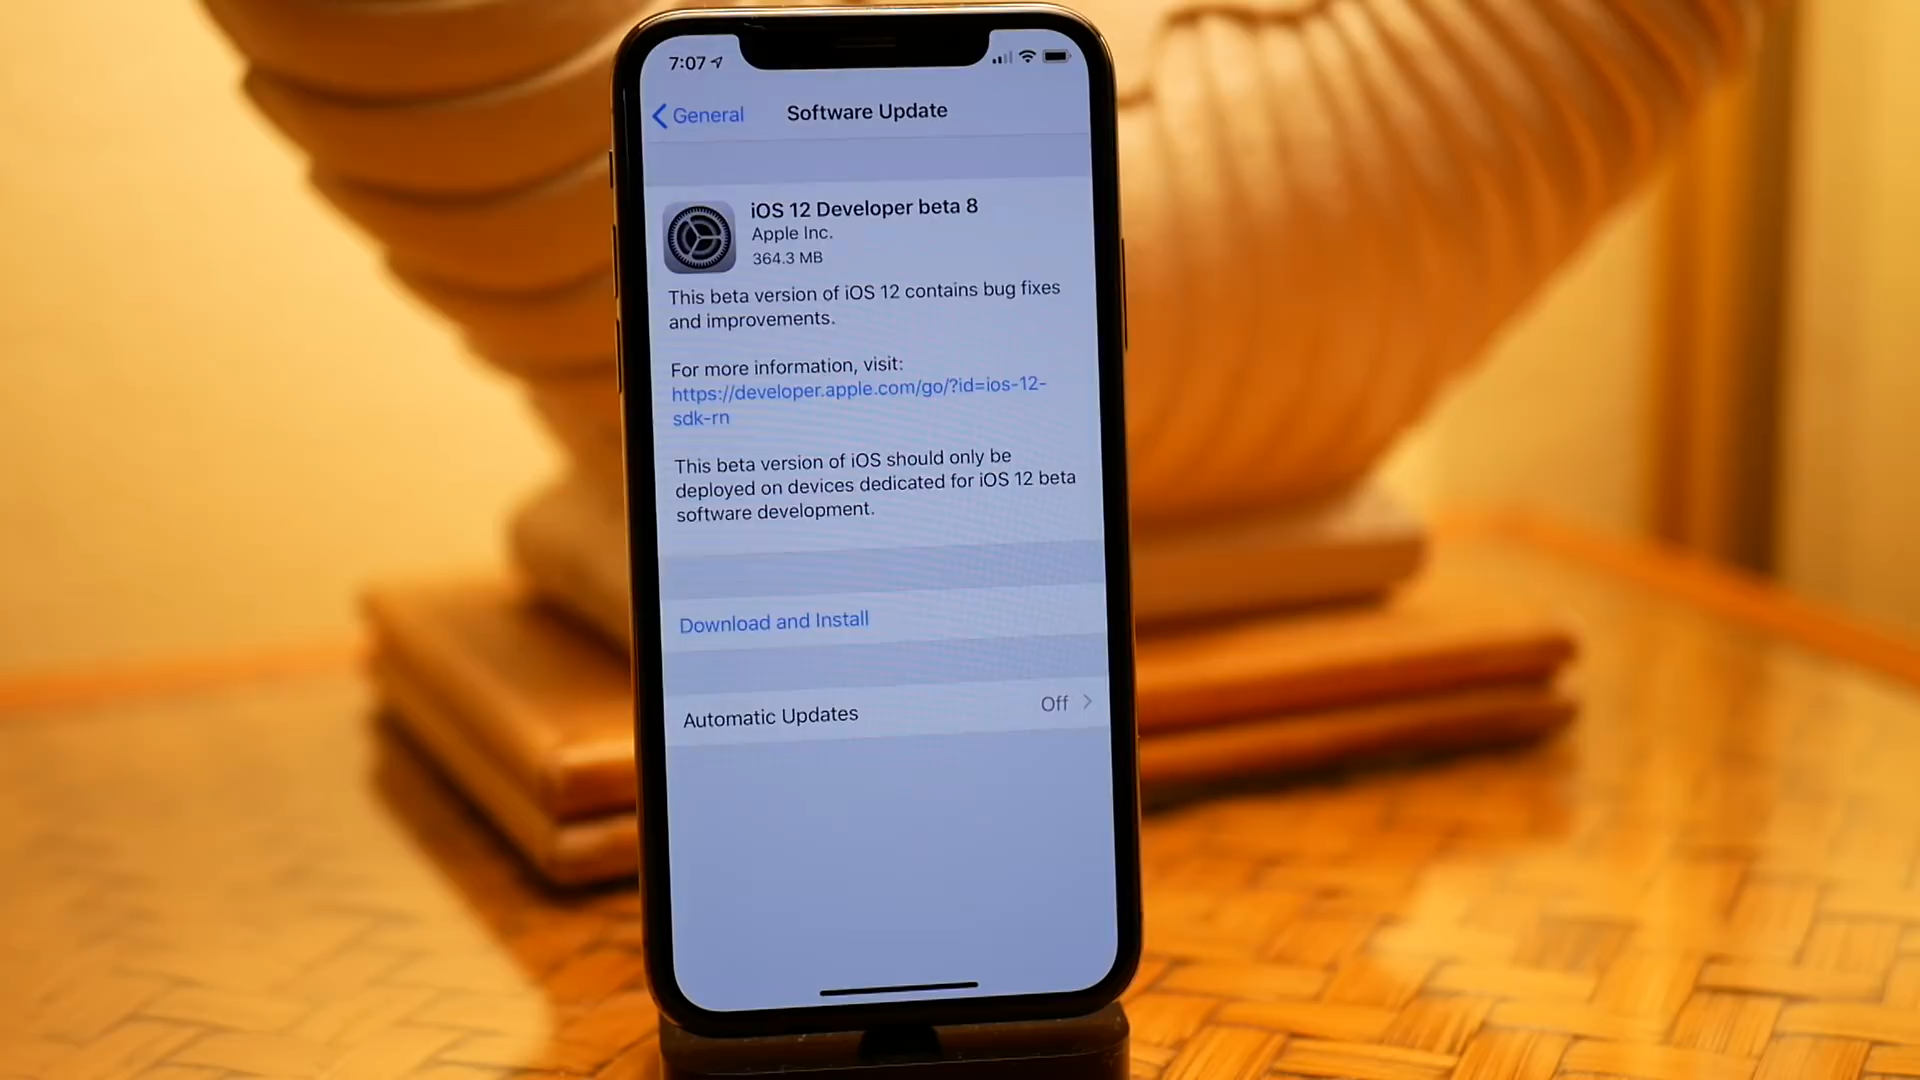 7:07
General
Software Update
iOS 12 Developer beta 8
Apple Inc.
364.3 MB
This beta version of iOS 12 contains bug fixes
and improvements.
For more information, visit:
https://developer.apple.com/go/?id=ios-12-
sdk-rn
This beta version of iOS should only be
deployed on devices dedicated for iOS 12 beta
software development.
Download and Install
Automatic Updates Off